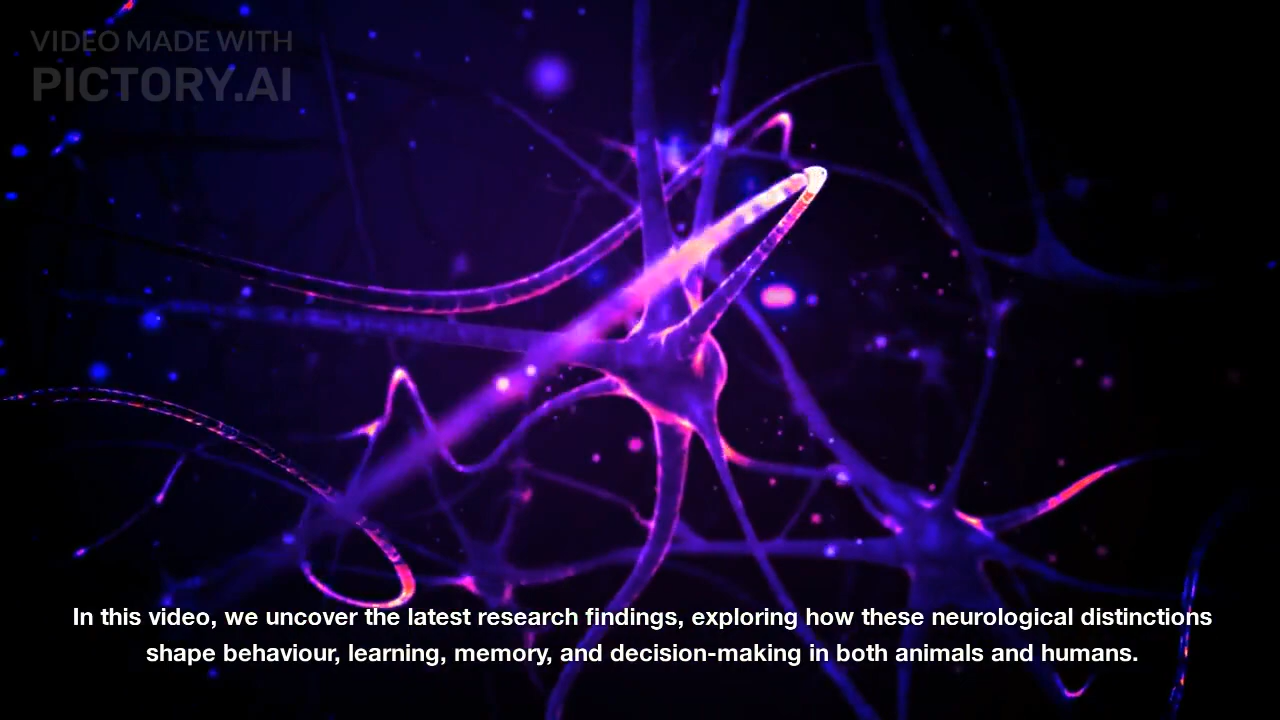 VIDEO MADE WITH
PICTORY.AI
In this video, we uncover the latest research findings, exploring how these neurological distinctions
shape behaviour, learning, memory, and decision-making in both animals and humans.